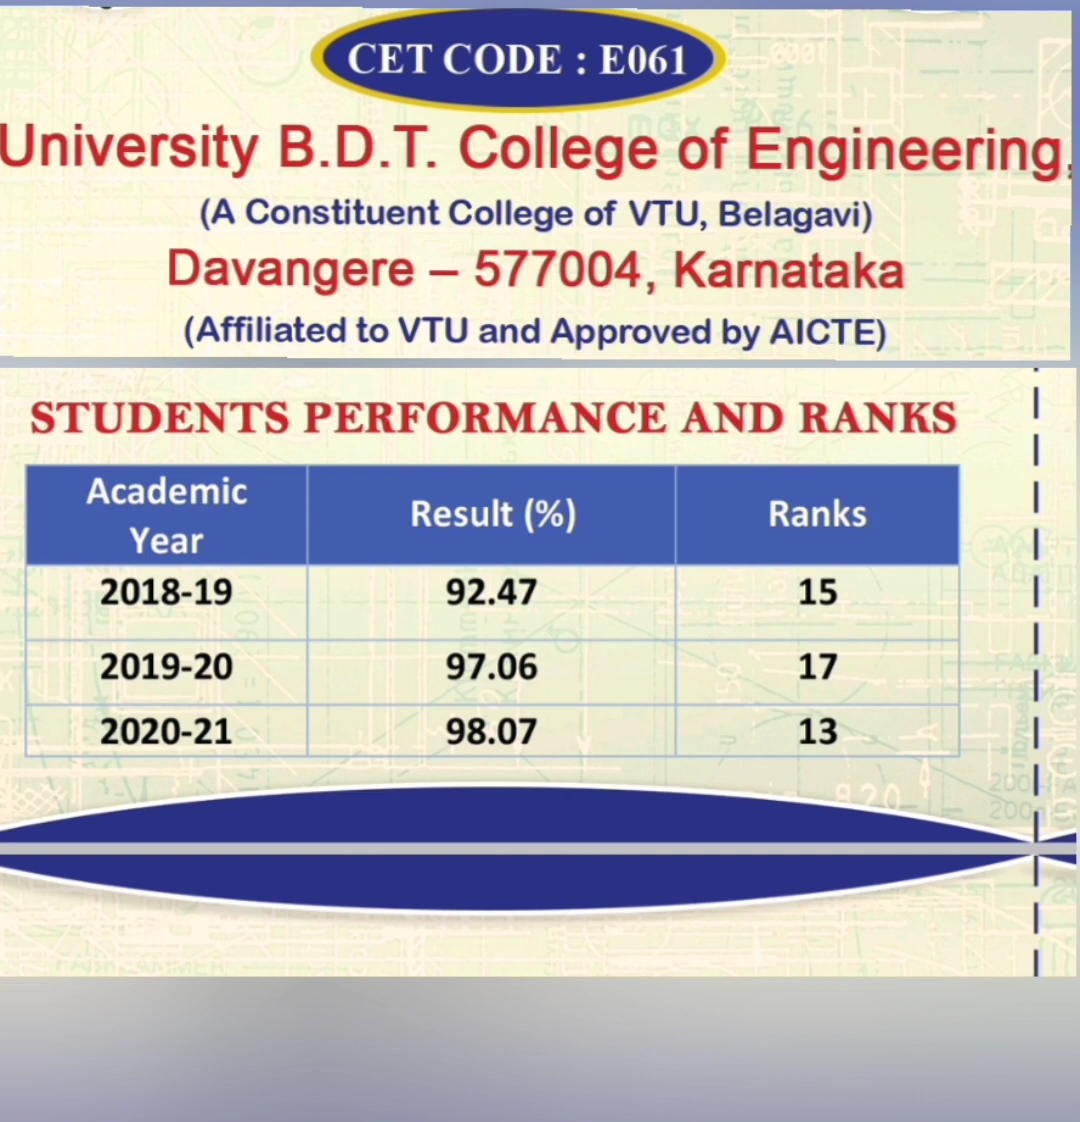 CET CODE : E061
University B.D.T. College of Engineering,
(A Constituent College of VTU, Belagavi)
Davangere – 577004, Karnataka
(Affiliated to VTU and Approved by AICTE)
STUDENTS PERFORMANCE AND RANKS
Academic Year Result (%) Ranks
2018-19 92.47 15
2019-20 97.06 17
2020-21 98.07 13
920